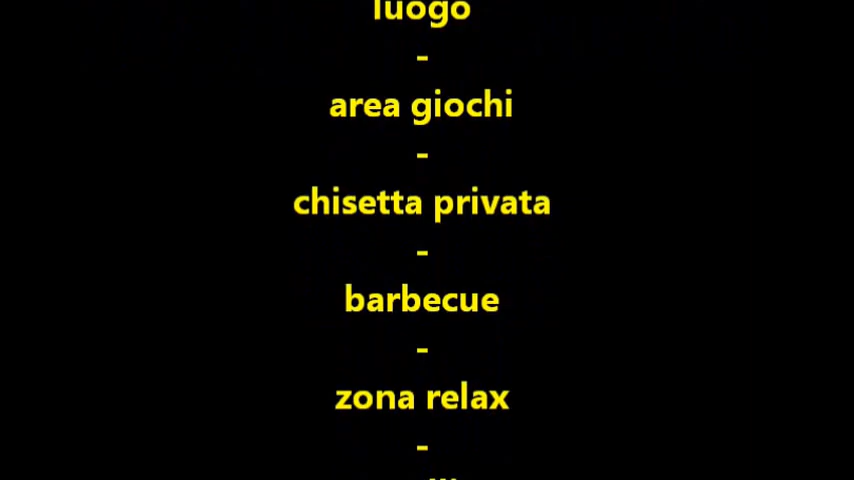 luogo
-
area giochi
-
chisetta privata
-
barbecue
-
zona relax
-